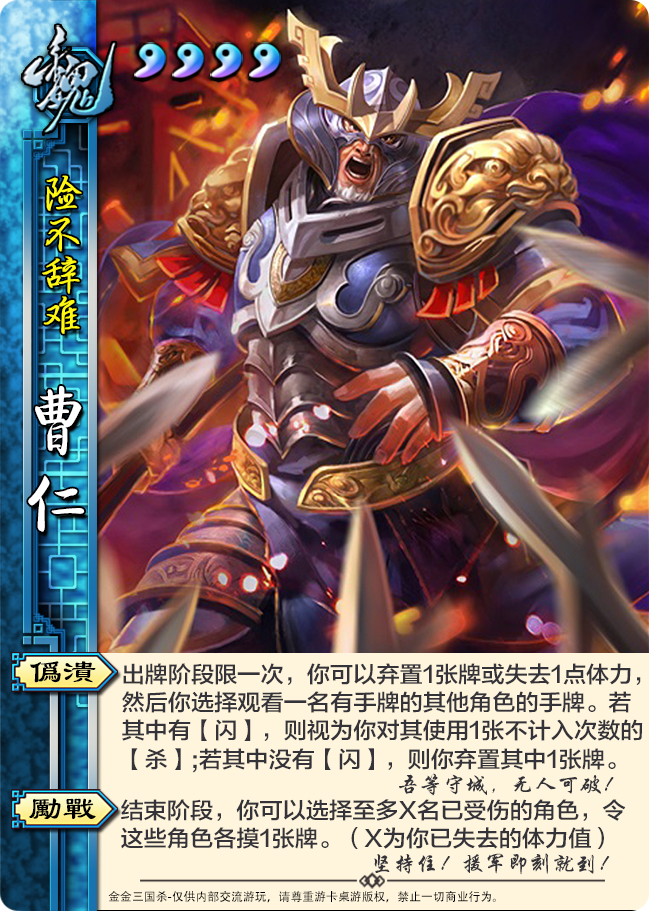 魏
险不辞难
曹仁
僞潰
出牌阶段限一次，你可以弃置1张牌或失去1点体力，
然后你选择观看一名有手牌的其他角色的手牌。若
其中有【闪】，则视为你对其使用1张不计入次数的
【杀】;若其中没有【闪】，则你弃置其中1张牌。
吾等守城，无人可破！
勵戰
结束阶段，你可以选择至多X名已受伤的角色，令
这些角色各摸1张牌。（X为你已失去的体力值）
坚持住！援军即刻就到！
金金三国杀-仅供内部交流游玩，请尊重游卡桌游版权，禁止一切商业行为。